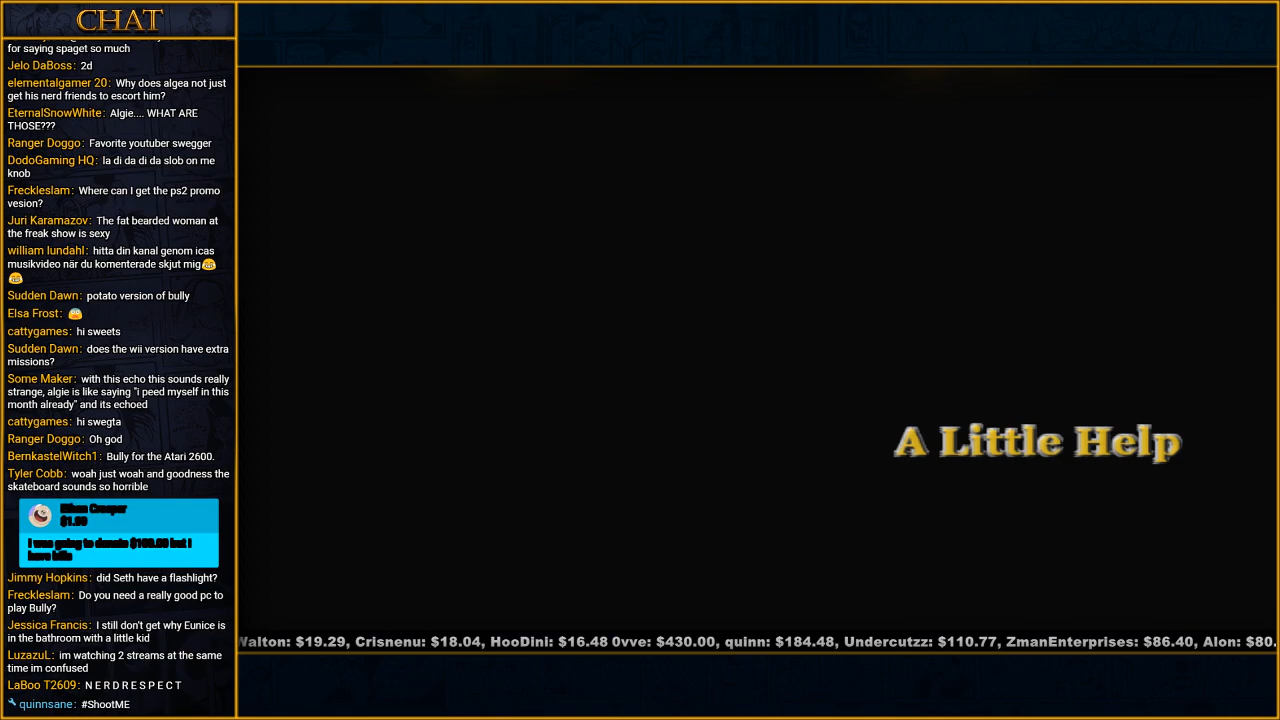 CHAT
for saying spaget so much
Jelo DaBoss: 2d
elementalgamer 20: Why does algea not just
get his nerd friends to escort him?
EternalSnowWhite: Algie.... WHAT ARE
THOSE???
Ranger Doggo: Favorite youtuber swegger
DodoGaming HQ: la di da di da slob on me
knob
Freckleslam: Where can I get the ps2 promo
vesion?
Juri Karamazov: The fat bearded woman at
the freak show is sexy
william lundahl: hitta din kanal genom icas
musikvideo när du komenterade skjut mig😂
😂
Sudden Dawn: potato version of bully
Elsa Frost: 😨
cattygames: hi sweets
Sudden Dawn: does the wii version have extra
missions?
Some Maker: with this echo this sounds really
strange, algie is like saying "i peed myself in this
month already" and its echoed
cattygames: hi swegta
Ranger Doggo: Oh god
BernkastelWitch1: Bully for the Atari 2600.
Tyler Cobb: woah just woah and goodness the
skateboard sounds so horrible
Creeper
I was going to donate but I
have bills
Jimmy Hopkins: did Seth have a flashlight?
Freckleslam: Do you need a really good pc to
play Bully?
Jessica Francis: I still don't get why Eunice is
in the bathroom with a little kid
LuzazuL: im watching 2 streams at the same
time im confused
LaBoo T2609: N E R D R E S P E C T
quinnsane: #ShootME
A Little Help
Walton: $19.29, Crisnenu: $18.04, HooDini: $16.48 0vve: $430.00, quinn: $184.48, Undercutzz: $110.77, ZmanEnterprises: $86.40, Alon: $80.